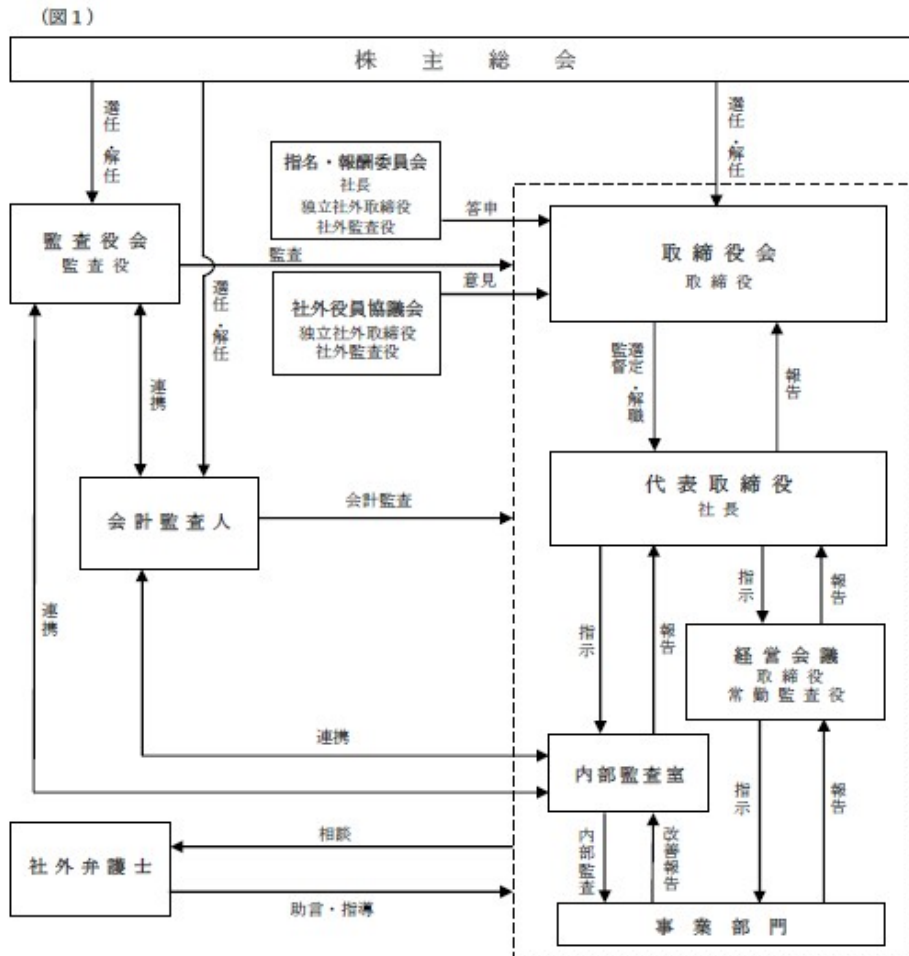 (図1)
株主総会
選任・解任
選任・解任
選任・解任
指名・報酬委員会
社長
独立社外取締役
社外監査役
答申
監査役会
監査役
監査
取締役会
取締役
社外役員協議会
独立社外取締役
社外監査役
意見
連携
選定・解職
監督
報告
会計監査人
会計監査
代表取締役
社長
連携
指示
報告
指示
報告
経営会議
取締役
常勤監査役
連携
内部監査室
指示
報告
社外弁護士
相談
助言・指導
内部監査
改善報告
事業部門